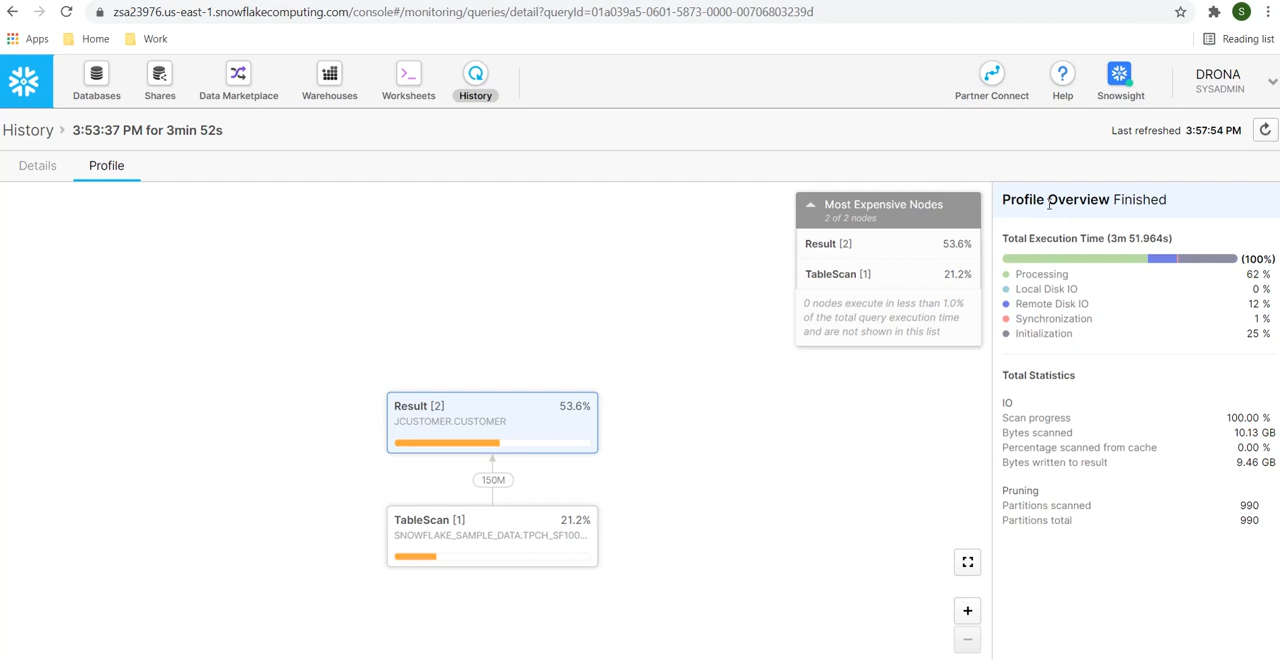 zsa23976.us-east-1.snowflakecomputing.com/console#/monitoring/queries/detail?queryId=01a039a5-0601-5873-0000-00706803239d
S
Apps Home Work Reading list
Databases Shares Data Marketplace Warehouses Worksheets History Partner Connect Help Snowsight
DRONA
SYSADMIN
History 3:53:37 PM for 3min 52s
Last refreshed 3:57:54 PM
Details Profile
Most Expensive Nodes
2 of 2 nodes
Result [2] 53.6%
TableScan [1] 21.2%
0 nodes execute in less than 1.0%
of the total query execution time
and are not shown in this list
Result [2] 53.6%
JCUSTOMER.CUSTOMER
150M
TableScan [1] 21.2%
SNOWFLAKE_SAMPLE_DATA.TPCH_SF100...
+
−
Profile Overview Finished
Total Execution Time (3m 51.964s)
(100%)
Processing 62 %
Local Disk IO 0 %
Remote Disk IO 12 %
Synchronization 1 %
Initialization 25 %
Total Statistics
IO
Scan progress 100.00 %
Bytes scanned 10.13 GB
Percentage scanned from cache 0.00 %
Bytes written to result 9.46 GB
Pruning
Partitions scanned 990
Partitions total 990